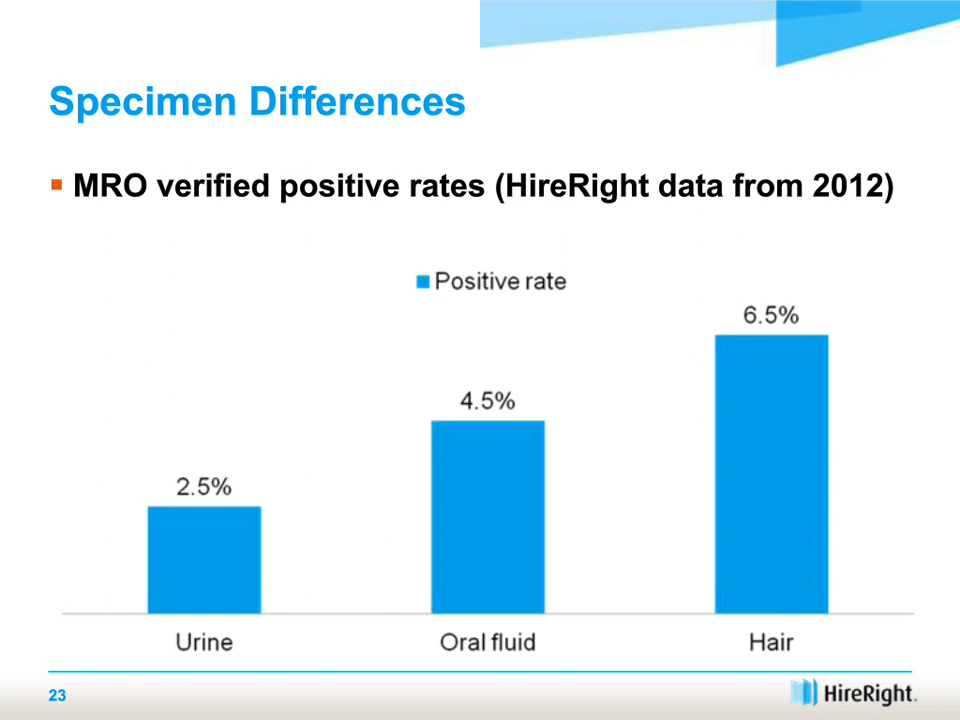 Specimen Differences
MRO verified positive rates (HireRight data from 2012)
Positive rate
6.5%
4.5%
2.5%
Urine
Oral fluid
Hair
23
HireRight.